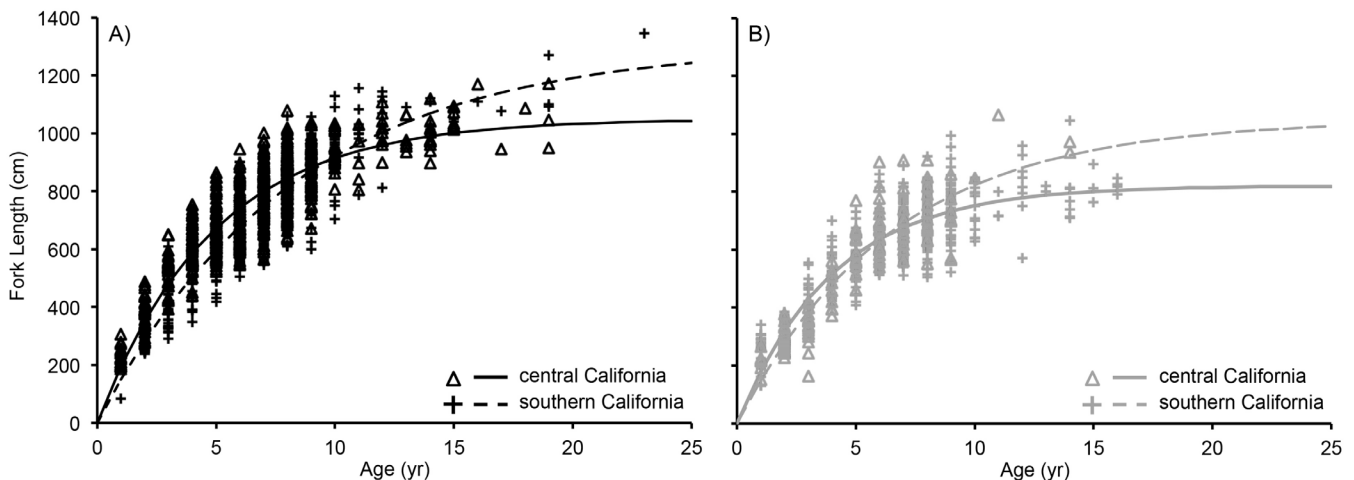 A)
1400
1200
1000
800
600
400
200
0
Fork Length (cm)
0 5 10 15 20 25
Age (yr)
central California
southern California
B)
0 5 10 15 20 25
Age (yr)
central California
southern California